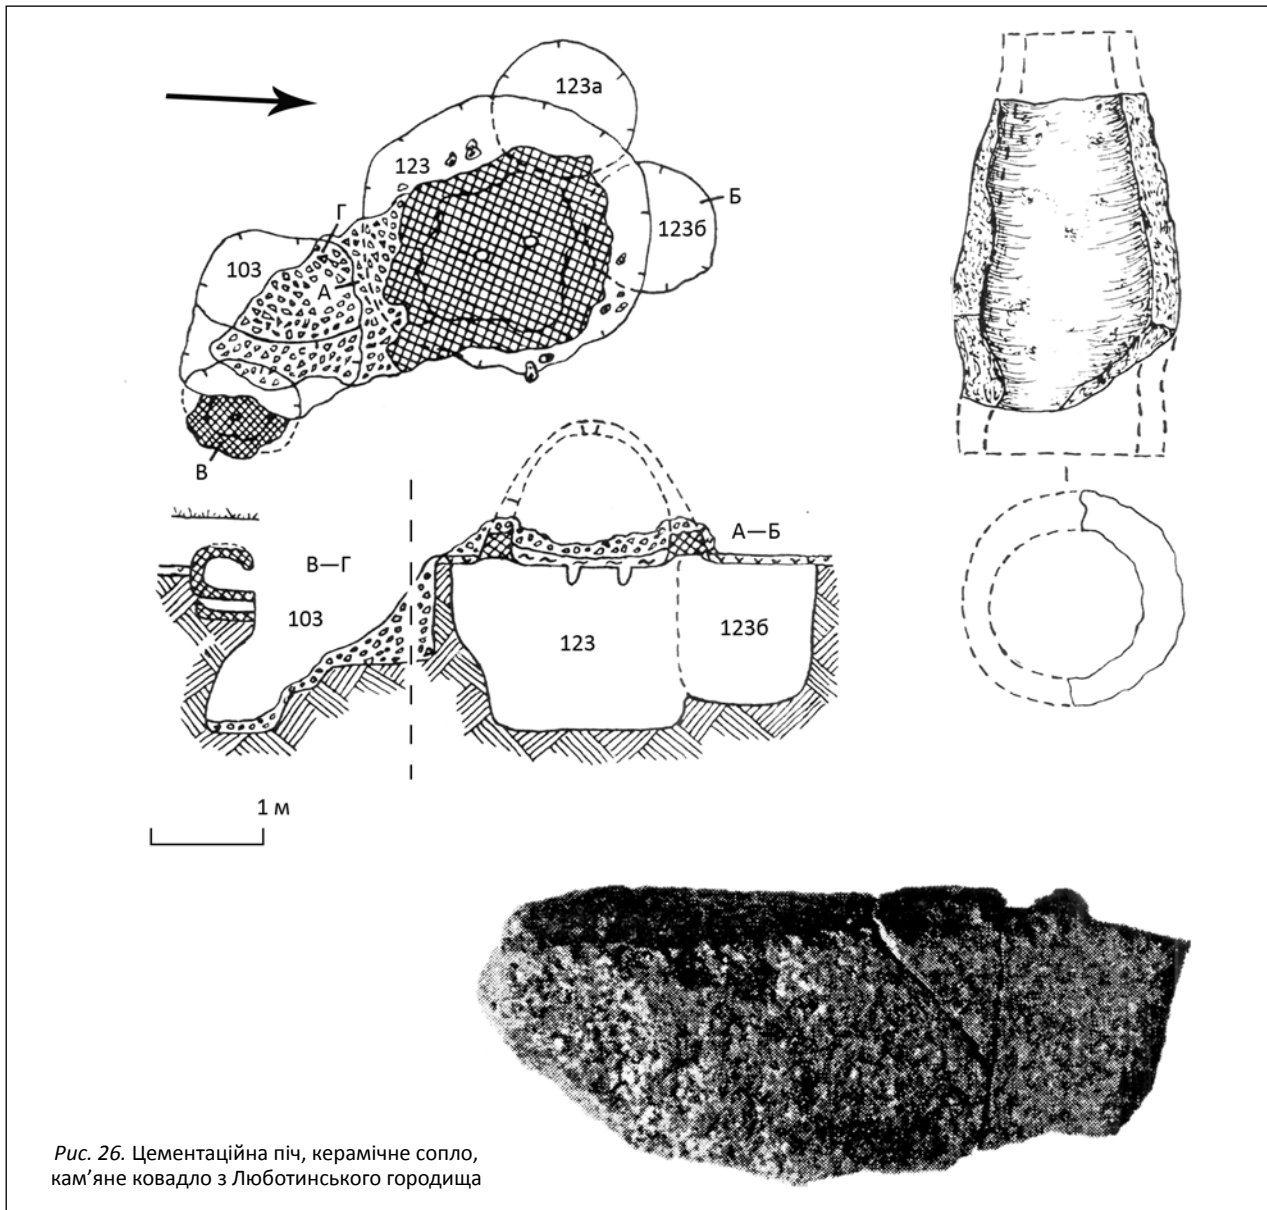 123а
123
Б
Г
123б
103
А
В
А—Б
В—Г
103
123
123б
1 м
Рис. 26. Цементаційна піч, керамічне сопло,
кам’яне ковадло з Люботинського городища